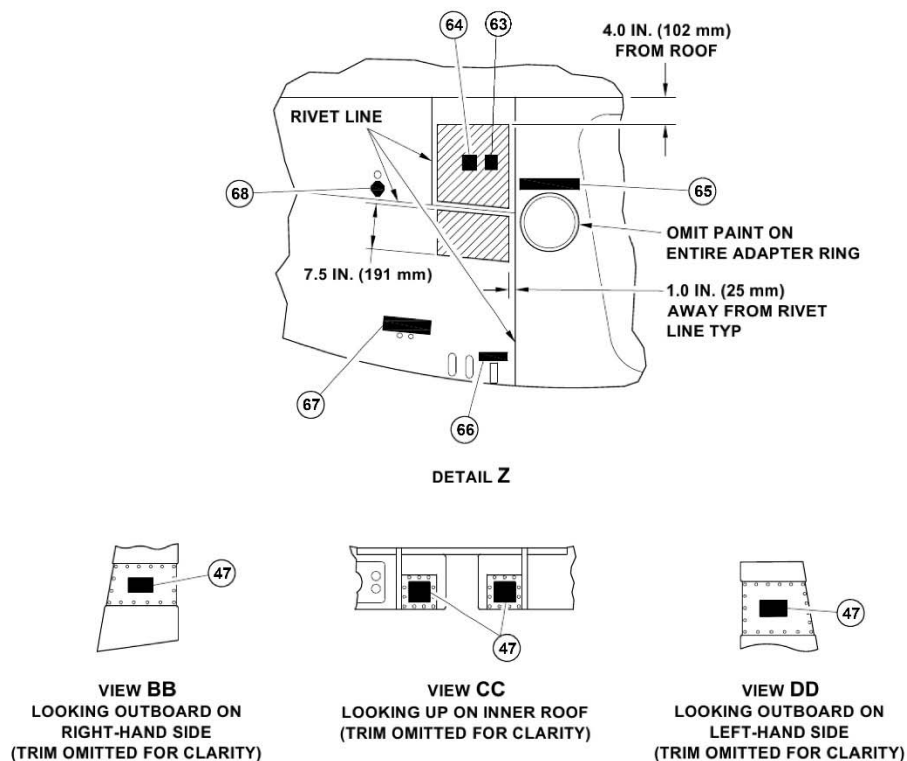 64
63
4.0 IN. (102 mm)
FROM ROOF
RIVET LINE
68
65
OMIT PAINT ON
ENTIRE ADAPTER RING
7.5 IN. (191 mm)
1.0 IN. (25 mm)
AWAY FROM RIVET
LINE TYP
67
66
DETAIL Z
47
47
47
VIEW BB
LOOKING OUTBOARD ON
RIGHT-HAND SIDE
(TRIM OMITTED FOR CLARITY)
VIEW CC
LOOKING UP ON INNER ROOF
(TRIM OMITTED FOR CLARITY)
VIEW DD
LOOKING OUTBOARD ON
LEFT-HAND SIDE
(TRIM OMITTED FOR CLARITY)